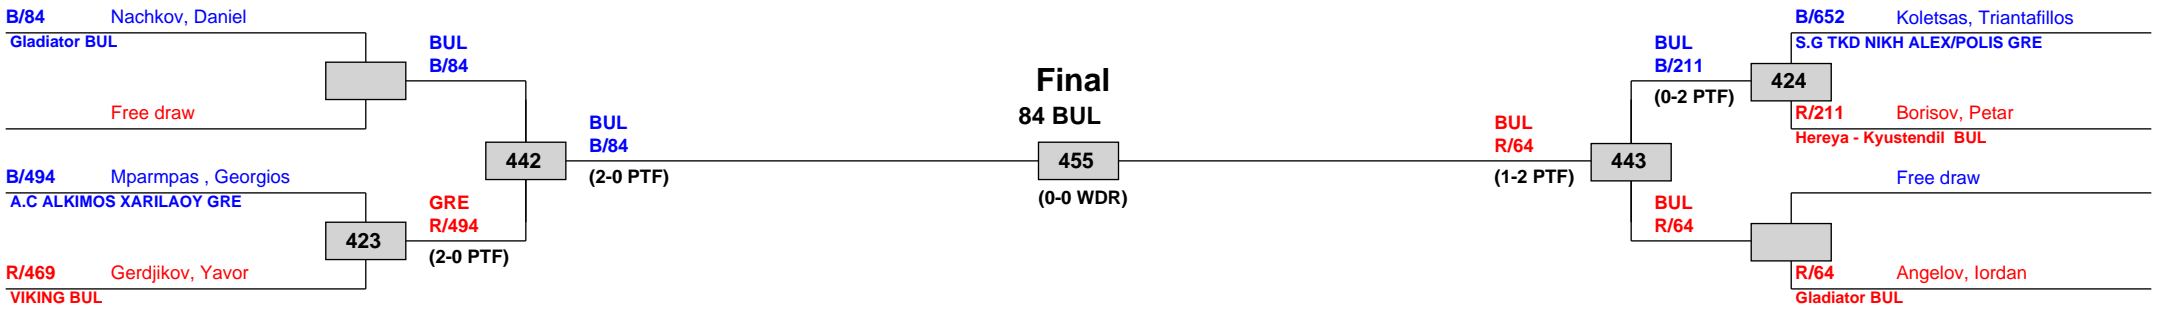 B/84 Nachkov, Daniel
Gladiator BUL
Free draw
BUL
B/84
B/494 Mparmpas , Georgios
A.C ALKIMOS XARILAOY GRE
423
R/469 Gerdjikov, Yavor
VIKING BUL
GRE
R/494
(2-0 PTF)
442
BUL
B/84
(2-0 PTF)
Final
84 BUL
455
(0-0 WDR)
BUL
R/64
(1-2 PTF)
443
BUL
B/211
(0-2 PTF)
BUL
R/64
B/652 Koletsas, Triantafillos
S.G TKD NIKH ALEX/POLIS GRE
424
R/211 Borisov, Petar
Hereya - Kyustendil BUL
Free draw
R/64 Angelov, Iordan
Gladiator BUL